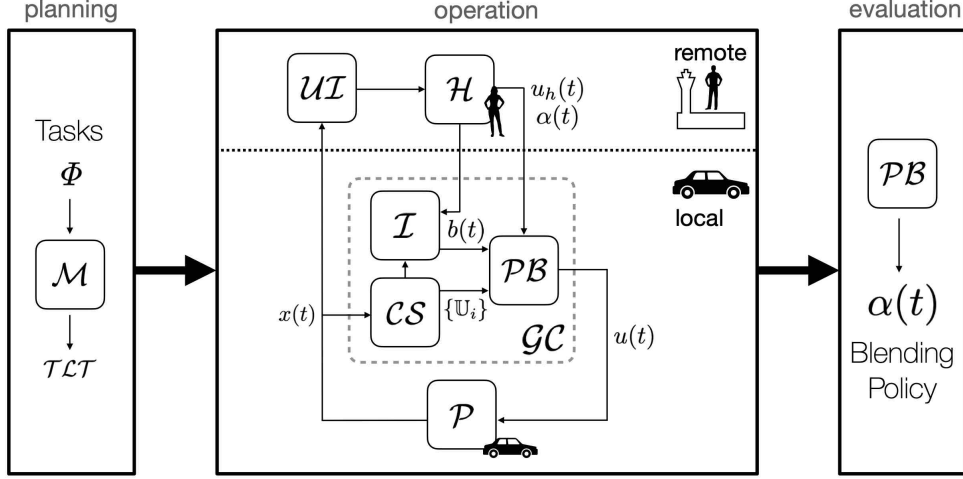 planning
operation
evaluation
Tasks
Φ
ℳ
𝒯ℒ𝒯
𝒰ℐ
ℋ
u_h(t)
α(t)
remote
local
ℐ
b(t)
𝒫ℬ
𝒞𝒮
{𝕌_i}
𝒢𝒞
x(t)
u(t)
𝒫
𝒫ℬ
α(t)
Blending
Policy